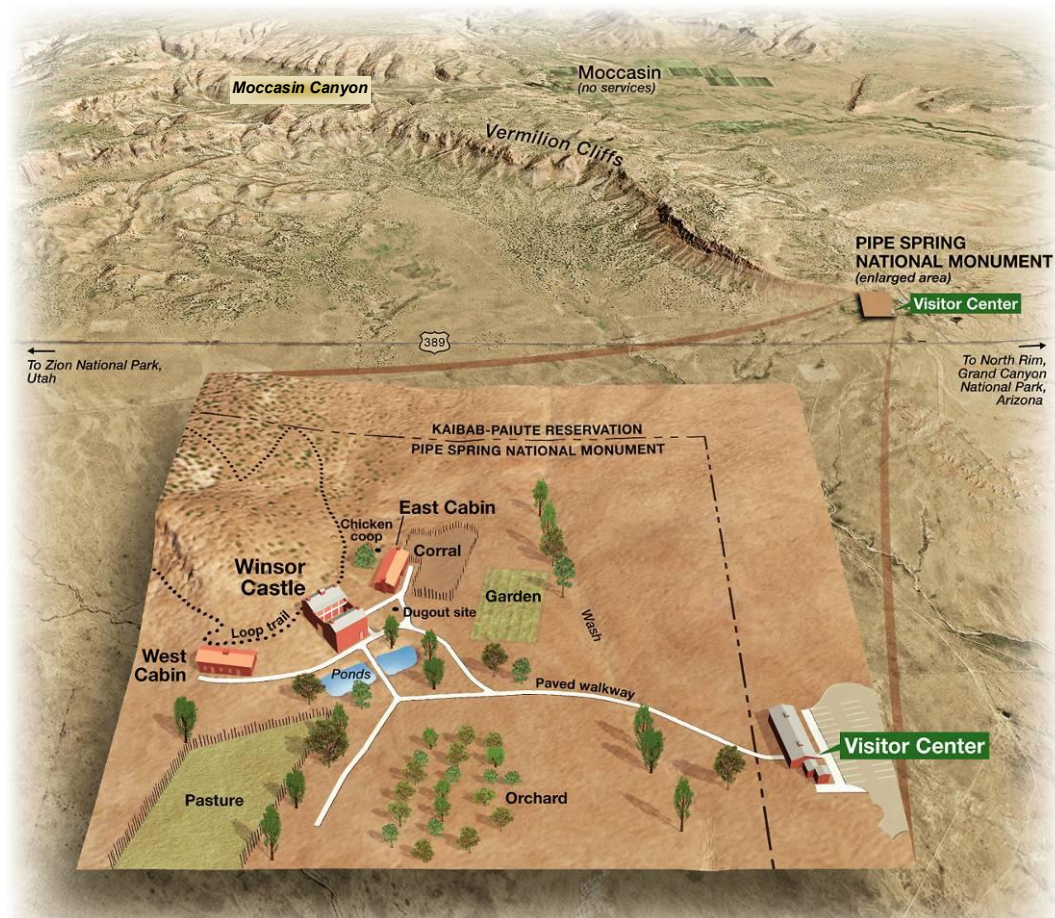 Moccasin Canyon
Moccasin
(no services)
Vermilion Cliffs
PIPE SPRING
NATIONAL MONUMENT
(enlarged area)
Visitor Center
389
To Zion National Park,
Utah
To North Rim,
Grand Canyon
National Park,
Arizona
KAIBAB-PAIUTE RESERVATION
PIPE SPRING NATIONAL MONUMENT
East Cabin
Chicken
coop
Corral
Winsor
Castle
Garden
Dugout site
Loop trail
Wash
West
Cabin
Ponds
Paved walkway
Visitor Center
Pasture
Orchard